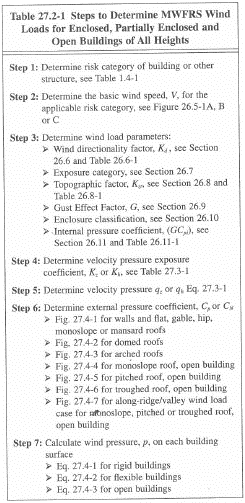 Table 27.2-1 Steps to Determine MWFRS Wind
Loads for Enclosed, Partially Enclosed and
Open Buildings of All Heights
Step 1: Determine risk category of building or other
structure, see Table 1.4-1
Step 2: Determine the basic wind speed, V, for the
applicable risk category, see Figure 26.5-1A, B
or C
Step 3: Determine wind load parameters:
➤ Wind directionality factor, Kd, see Section
26.6 and Table 26.6-1
➤ Exposure category, see Section 26.7
➤ Topographic factor, Kzt, see Section 26.8 and
Table 26.8-1
➤ Gust Effect Factor, G, see Section 26.9
➤ Enclosure classification, see Section 26.10
➤ Internal pressure coefficient, (GCpi), see
Section 26.11 and Table 26.11-1
Step 4: Determine velocity pressure exposure
coefficient, Kz or Kh, see Table 27.3-1
Step 5: Determine velocity pressure qz or qh Eq. 27.3-1
Step 6: Determine external pressure coefficient, Cp or CN
➤ Fig. 27.4-1 for walls and flat, gable, hip,
monoslope or mansard roofs
➤ Fig. 27.4-2 for domed roofs
➤ Fig. 27.4-3 for arched roofs
➤ Fig. 27.4-4 for monoslope roof, open building
➤ Fig. 27.4-5 for pitched roof, open building
➤ Fig. 27.4-6 for troughed roof, open building
➤ Fig. 27.4-7 for along-ridge/valley wind load
case for monoslope, pitched or troughed roof,
open building
Step 7: Calculate wind pressure, p, on each building
surface
➤ Eq. 27.4-1 for rigid buildings
➤ Eq. 27.4-2 for flexible buildings
➤ Eq. 27.4-3 for open buildings